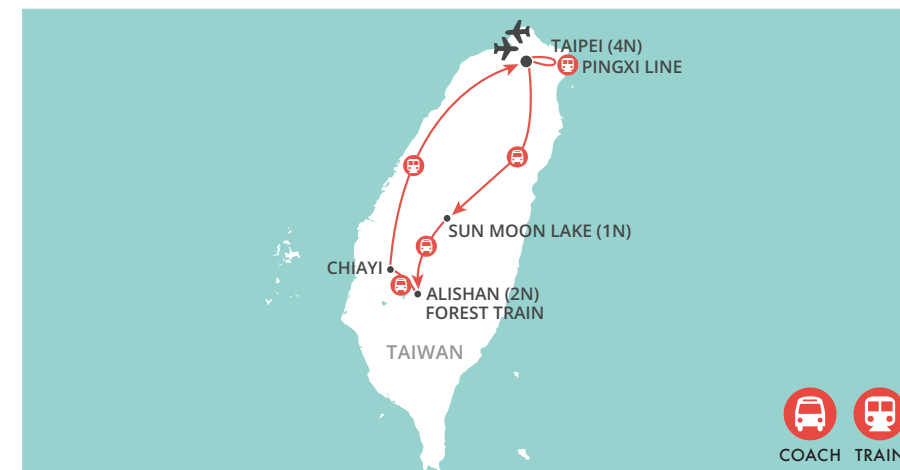 TAIPEI (4N)
PINGXI LINE
SUN MOON LAKE (1N)
CHIAYI
ALISHAN (2N)
FOREST TRAIN
TAIWAN
COACH TRAIN